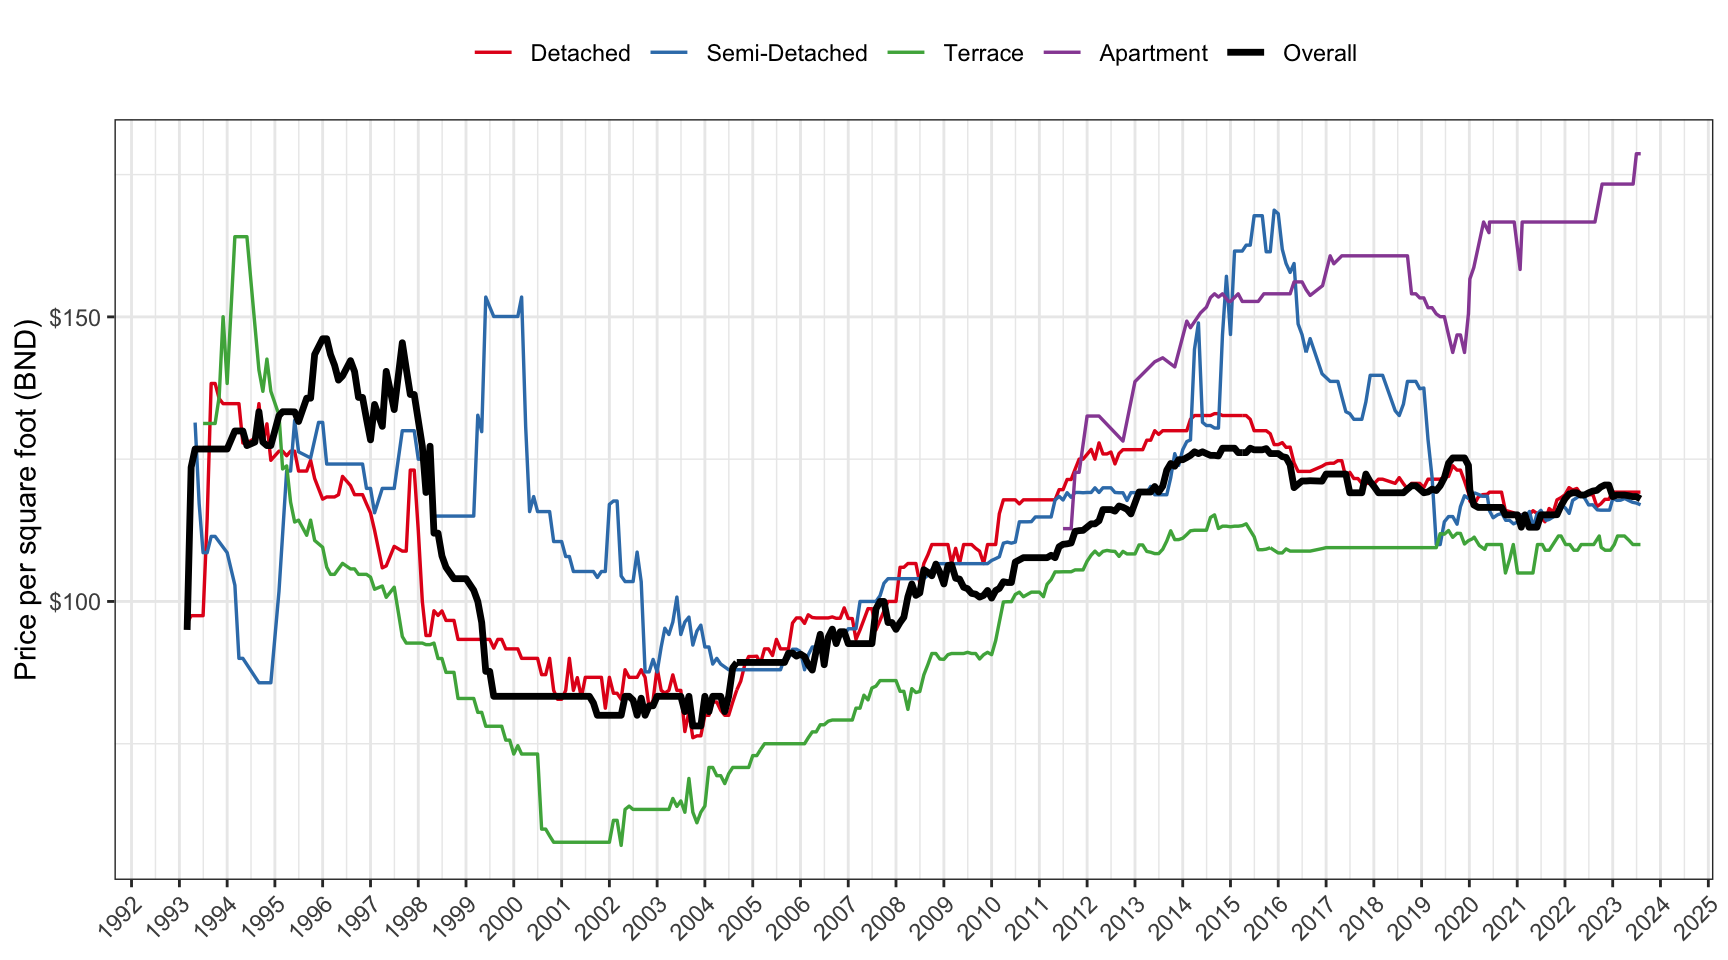 Detached Semi-Detached Terrace Apartment Overall
Price per square foot (BND)
$150
$100
1992 1993 1994 1995 1996 1997 1998 1999 2000 2001 2002 2003 2004 2005 2006 2007 2008 2009 2010 2011 2012 2013 2014 2015 2016 2017 2018 2019 2020 2021 2022 2023 2024 2025